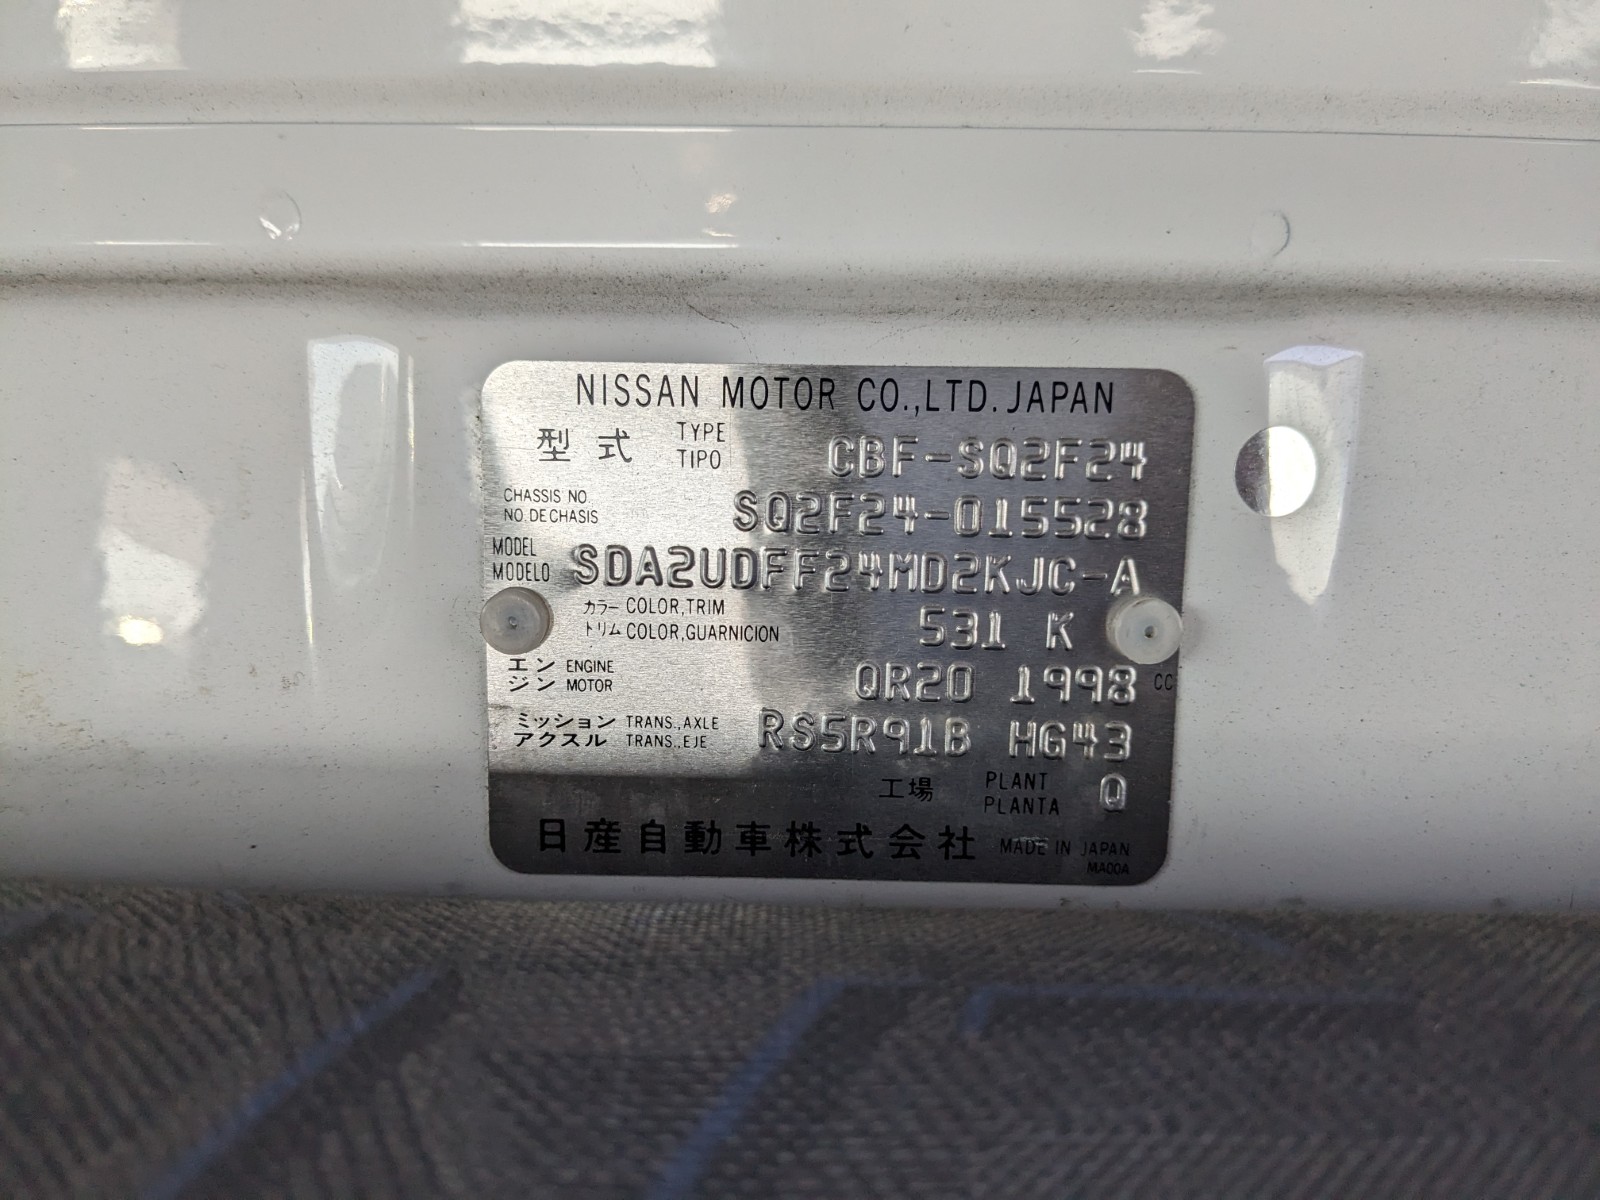 NISSAN MOTOR CO.,LTD. JAPAN
型式 TYPE TIPO CBF-SQ2F24
CHASSIS NO. NO. DE CHASIS SQ2F24-015528
MODEL MODELO SDA2UDFF24MD2KJC-A
カラー COLOR,TRIM
トリム COLOR,GUARNICION 531 K
エン ENGINE
ジン MOTOR QR20 1998 CC
ミッション TRANS.,AXLE
アクスル TRANS.,EJE RS5R91B HG43
工場 PLANT PLANTA Q
日産自動車株式会社 MADE IN JAPAN
MA00A